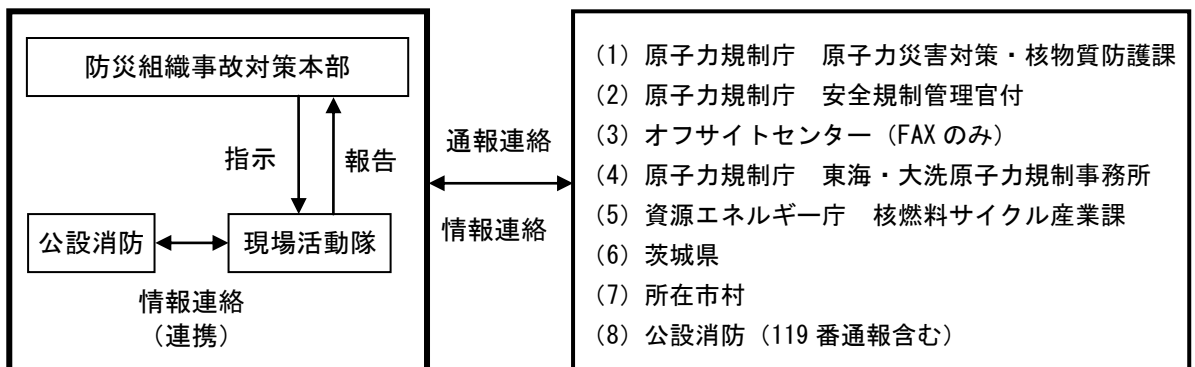 防災組織事故対策本部
指示
報告
公設消防
現場活動隊
情報連絡
（連携）
通報連絡
情報連絡
(1) 原子力規制庁　原子力災害対策・核物質防護課
(2) 原子力規制庁　安全規制管理官付
(3) オフサイトセンター（FAX のみ）
(4) 原子力規制庁　東海・大洗原子力規制事務所
(5) 資源エネルギー庁　核燃料サイクル産業課
(6) 茨城県
(7) 所在市村
(8) 公設消防（119 番通報含む）